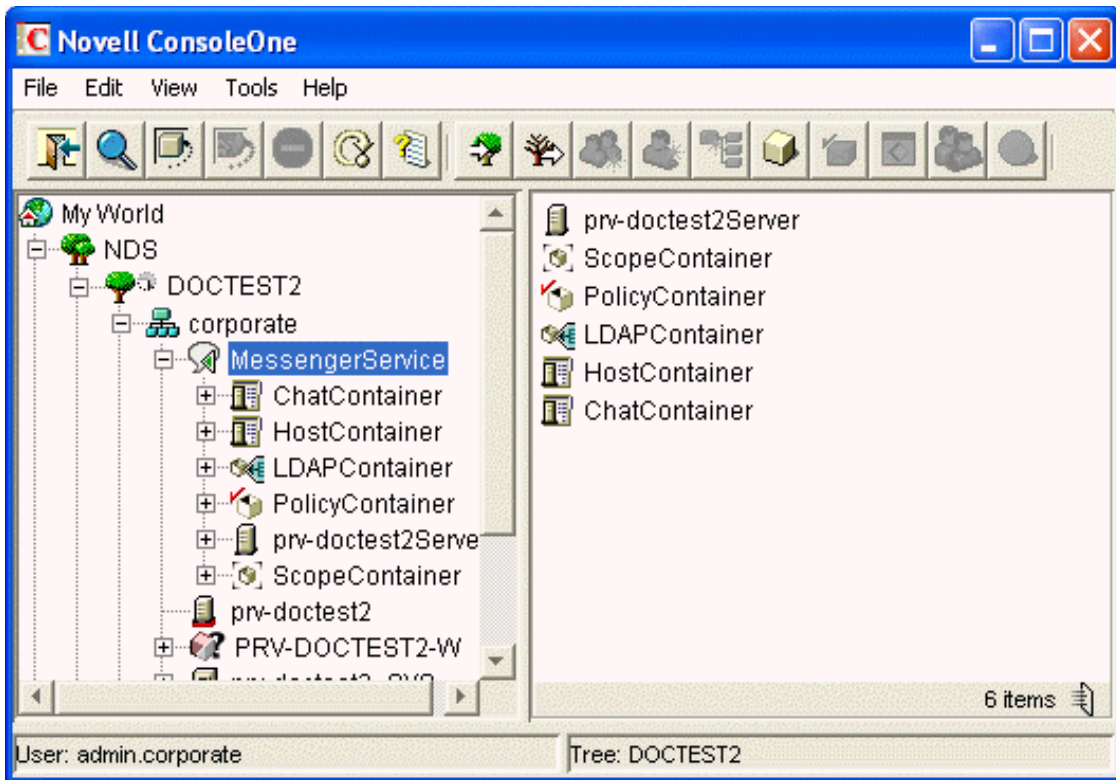 Novell ConsoleOne
File Edit View Tools Help
My World
NDS
DOCTEST2
corporate
MessengerService
ChatContainer
HostContainer
LDAPContainer
PolicyContainer
prv-doctest2Serve
ScopeContainer
prv-doctest2
PRV-DOCTEST2-W
prv-doctest2Server
ScopeContainer
PolicyContainer
LDAPContainer
HostContainer
ChatContainer
6 items
User: admin.corporate
Tree: DOCTEST2